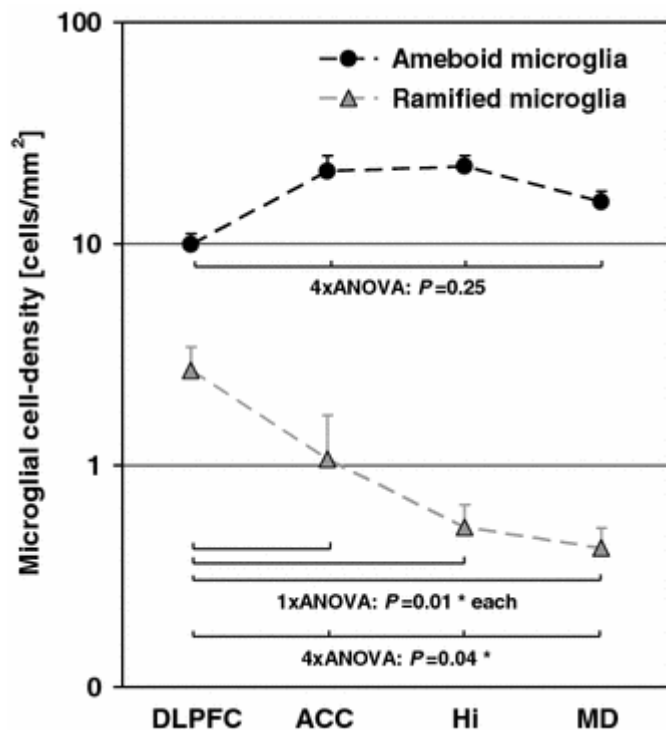 100
Ameboid microglia
Ramified microglia
Microglial cell-density [cells/mm²]
10
4xANOVA: P=0.25
1
1xANOVA: P=0.01 * each
4xANOVA: P=0.04 *
0
DLPFC ACC Hi MD